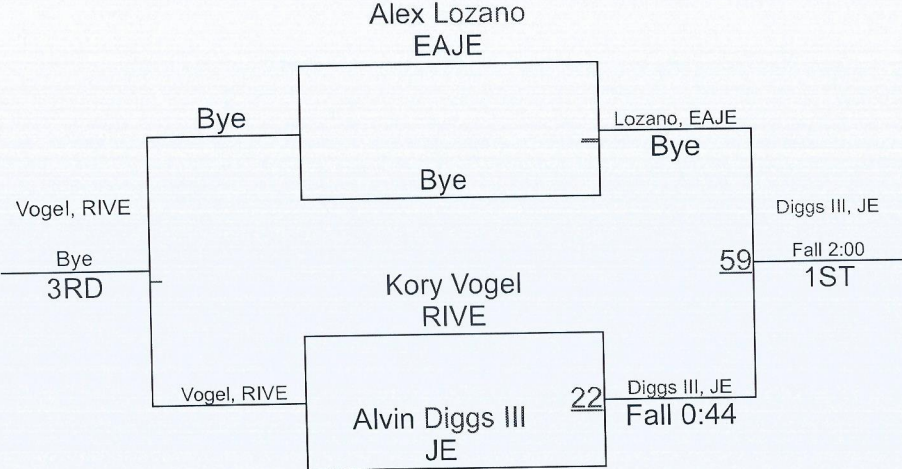 Alex Lozano
EAJE
Bye
Lozano, EAJE
Bye
Bye
Vogel, RIVE
Diggs III, JE
Bye
3RD
59
Fall 2:00
1ST
Kory Vogel
RIVE
Vogel, RIVE
22
Diggs III, JE
Fall 0:44
Alvin Diggs III
JE